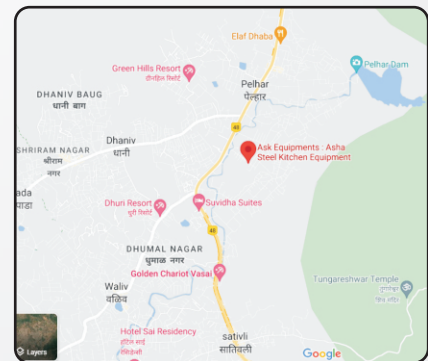 Elaf Dhaba
Green Hills Resort
Pelhar
पेल्हार
Pelhar Dam
DHANIV BAUG
धानी बाग
48
Dhaniv
धानी
Ask Equipments : Asha
Steel Kitchen Equipment
SHRIRAM NAGAR
श्रीराम
नगर
ada
पाडा
Dhun Resort
Suvidha Suites
48
DHUMAL NAGAR
धुमाळ नगर
Golden Chariot Vasai
Waliv
वळिव
Tungareshwar Temple
Hotel Sai Residency
sativli
सातिवली
Layers
Google